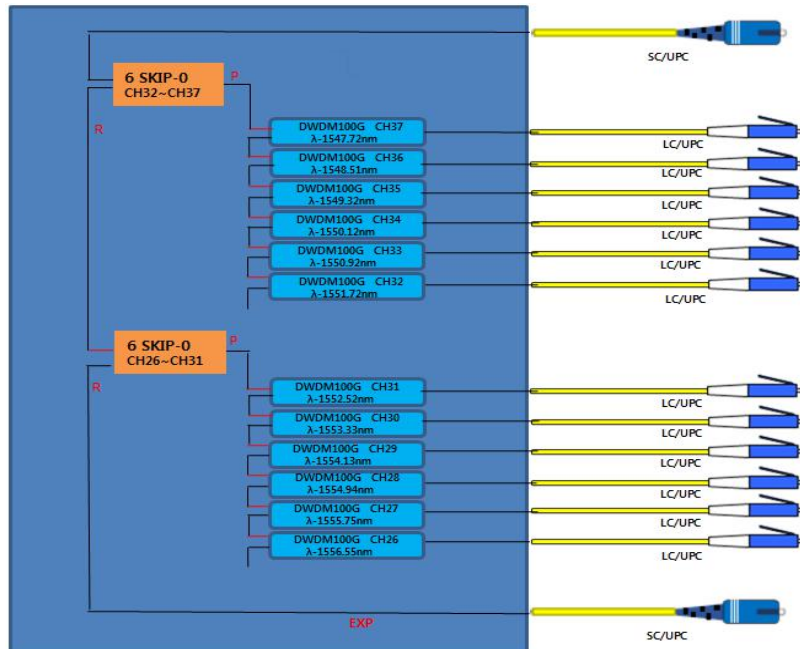 SC/UPC
6 SKIP-0
CH32~CH37
P
R
DWDM100G CH37
λ-1547.72nm
LC/UPC
DWDM100G CH36
λ-1548.51nm
LC/UPC
DWDM100G CH35
λ-1549.32nm
LC/UPC
DWDM100G CH34
λ-1550.12nm
LC/UPC
DWDM100G CH33
λ-1550.92nm
LC/UPC
DWDM100G CH32
λ-1551.72nm
LC/UPC
6 SKIP-0
CH26~CH31
P
R
DWDM100G CH31
λ-1552.52nm
LC/UPC
DWDM100G CH30
λ-1553.33nm
LC/UPC
DWDM100G CH29
λ-1554.13nm
LC/UPC
DWDM100G CH28
λ-1554.94nm
LC/UPC
DWDM100G CH27
λ-1555.75nm
LC/UPC
DWDM100G CH26
λ-1556.55nm
LC/UPC
EXP
SC/UPC